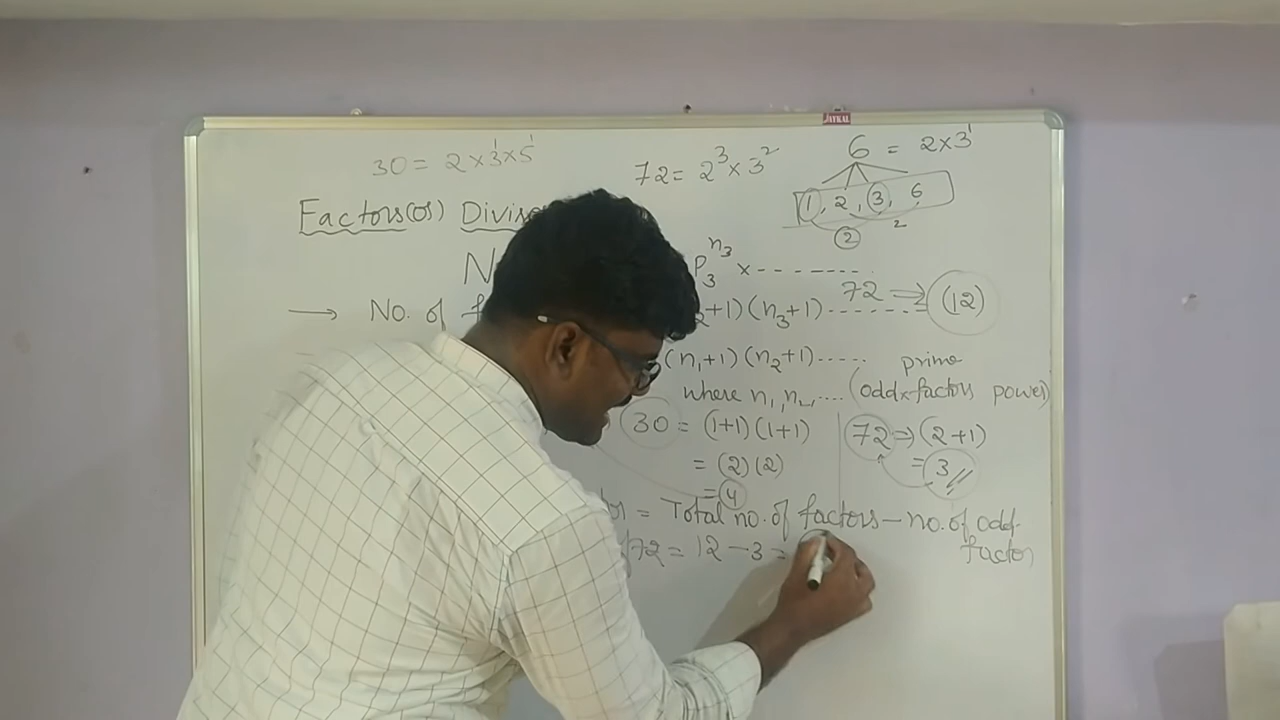 JAYKAL
30 = 2 × 3¹ × 5¹
72 = 2³ × 3²
6 = 2 × 3¹
1, 2, 3, 6
2
2
Factors (or)
N
P₃ⁿ³ × - - - - - - -
72 ⇒ (12)
→ No. of
+1) (n₃+1) - - - - - - -
(n₁+1) (n₂+1) - - - - -
where n₁, n₂, .... (odd prime factors power)
30 = (1+1) (1+1)
= (2) (2)
= 4
72 ⇒ (2+1)
= 3 //
= Total no. of factors – no. of odd factor
72 = 12 – 3 =